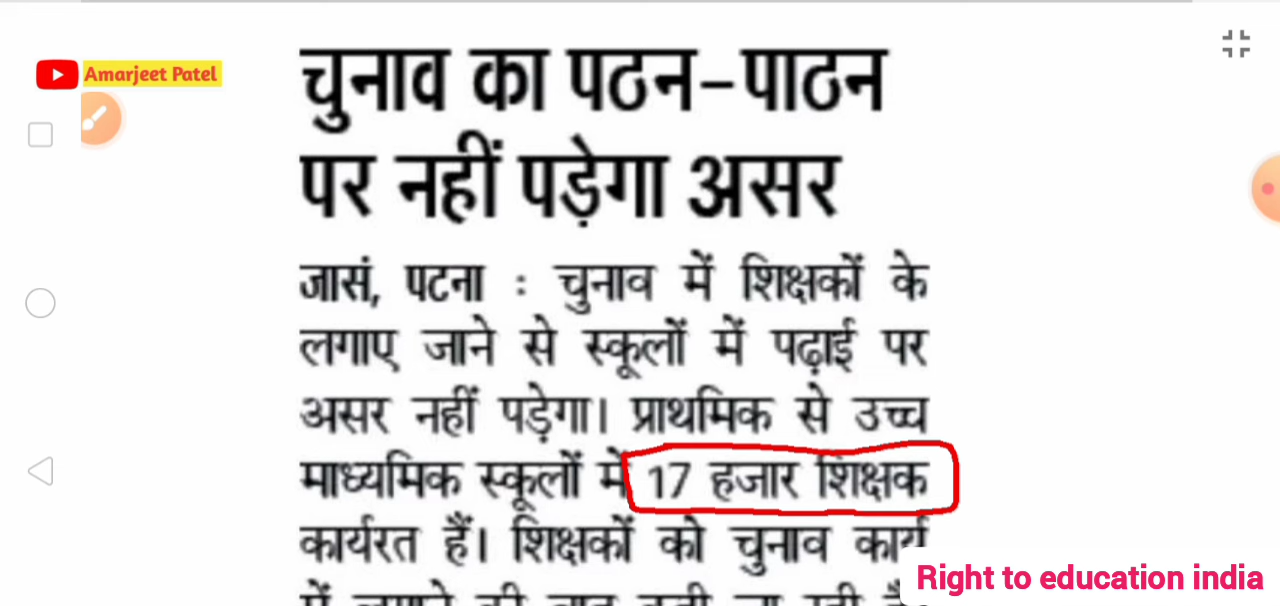 Amarjeet Patel
चुनाव का पठन-पाठन
पर नहीं पड़ेगा असर
जासं, पटना : चुनाव में शिक्षकों के
लगाए जाने से स्कूलों में पढ़ाई पर
असर नहीं पड़ेगा। प्राथमिक से उच्च
माध्यमिक स्कूलों में 17 हजार शिक्षक
कार्यरत हैं। शिक्षकों को चुनाव कार्य
Right to education india